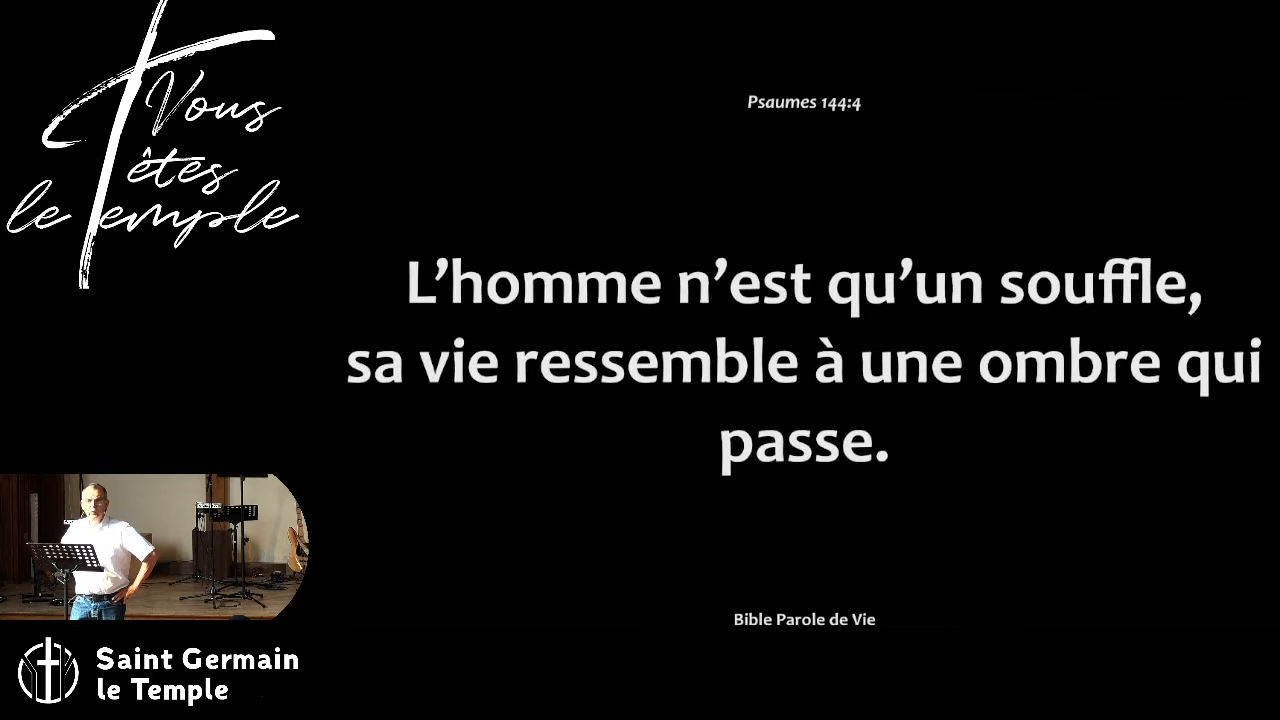 Vous
êtes
le Temple
Psaumes 144:4
L’homme n’est qu’un souffle,
sa vie ressemble à une ombre qui
passe.
Bible Parole de Vie
Saint Germain
le Temple